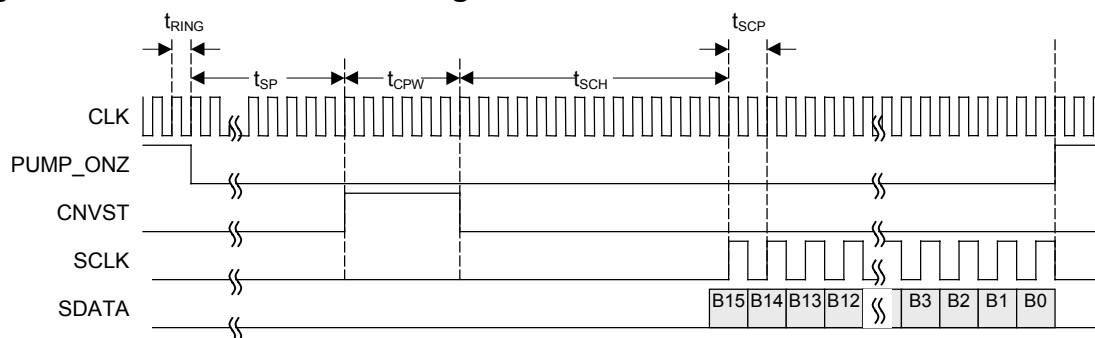 tRING
tSCP
tSP
tCPW
tSCH
CLK
PUMP_ONZ
CNVST
SCLK
SDATA
B15 B14 B13 B12 B3 B2 B1 B0